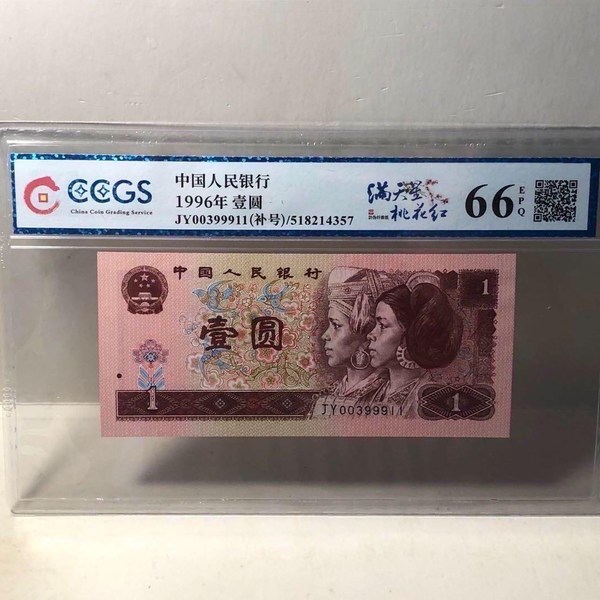 CCGS
China Coin Grading Service
中国人民银行
1996年 壹圆
JY00399911(补号)/518214357
满天星
桃花红
66
EPQ
中国人民银行
壹圆
1
1
1
JY00399911